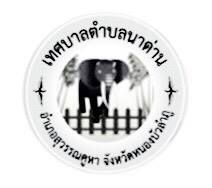 เทศบาลตำบลนาด่าน
อำเภอสุวรรณคูหา จังหวัดหนองบัวลำภู